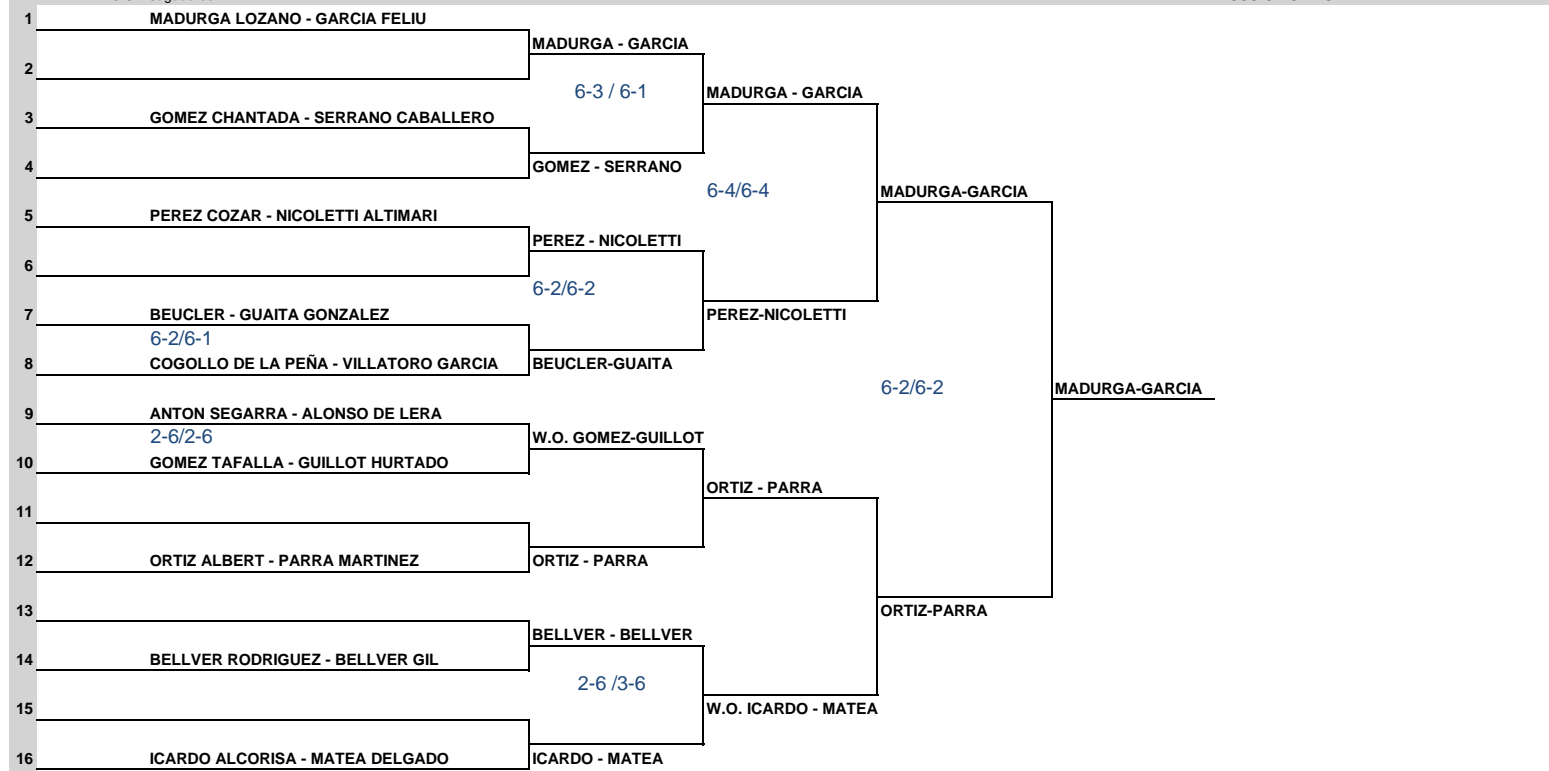 1 MADURGA LOZANO - GARCIA FELIU
MADURGA - GARCIA
2
6-3 / 6-1
MADURGA - GARCIA
3 GOMEZ CHANTADA - SERRANO CABALLERO
4
GOMEZ - SERRANO
6-4/6-4
MADURGA-GARCIA
5 PEREZ COZAR - NICOLETTI ALTIMARI
PEREZ - NICOLETTI
6
6-2/6-2
7 BEUCLER - GUAITA GONZALEZ
PEREZ-NICOLETTI
6-2/6-1
8 COGOLLO DE LA PEÑA - VILLATORO GARCIA
BEUCLER-GUAITA
6-2/6-2
MADURGA-GARCIA
9 ANTON SEGARRA - ALONSO DE LERA
2-6/2-6
W.O. GOMEZ-GUILLOT
10 GOMEZ TAFALLA - GUILLOT HURTADO
ORTIZ - PARRA
11
12 ORTIZ ALBERT - PARRA MARTINEZ
ORTIZ - PARRA
13
ORTIZ-PARRA
BELLVER - BELLVER
14 BELLVER RODRIGUEZ - BELLVER GIL
2-6 /3-6
15
W.O. ICARDO - MATEA
16 ICARDO ALCORISA - MATEA DELGADO
ICARDO - MATEA